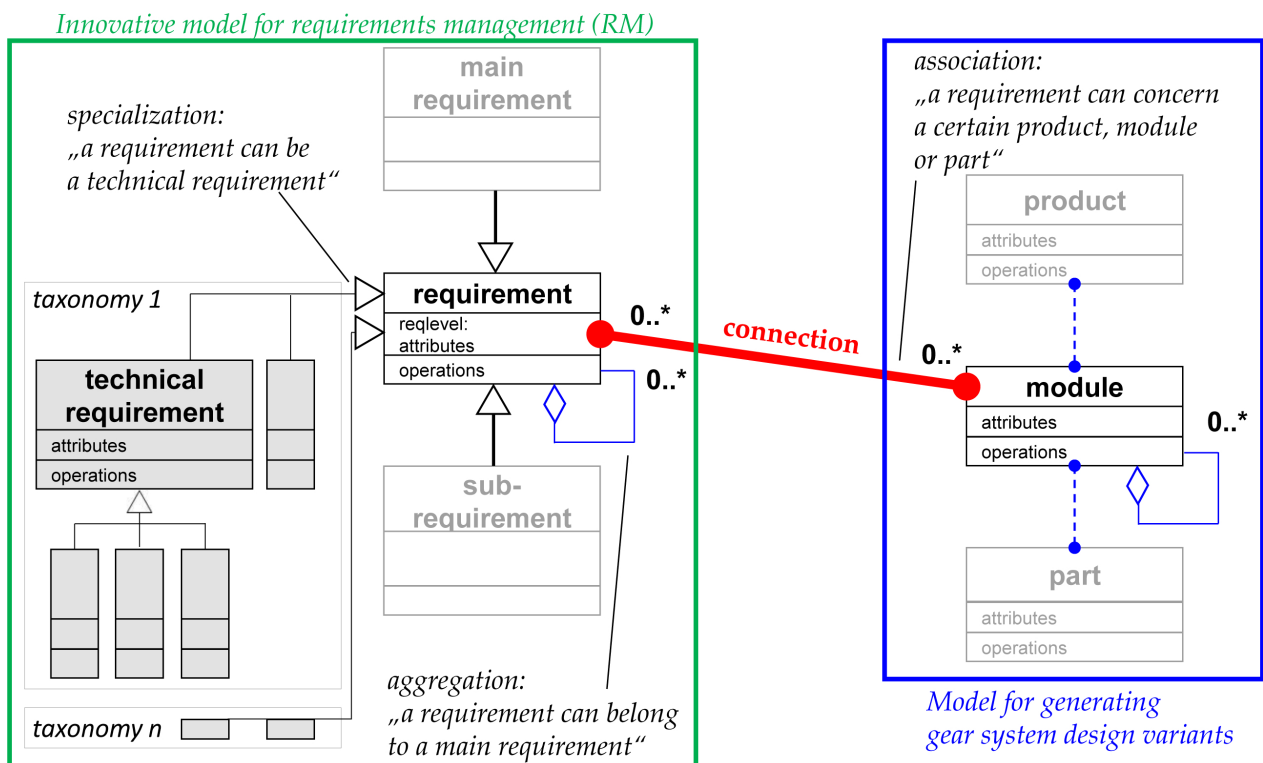 Innovative model for requirements management (RM)
main
requirement
specialization:
„a requirement can be
a technical requirement“
taxonomy 1
requirement
reqlevel:
attributes
operations
0..*
0..*
technical
requirement
attributes
operations
sub-
requirement
taxonomy n
aggregation:
„a requirement can belong
to a main requirement“
connection
association:
„a requirement can concern
a certain product, module
or part“
product
attributes
operations
0..*
module
attributes
operations
0..*
part
attributes
operations
Model for generating
gear system design variants